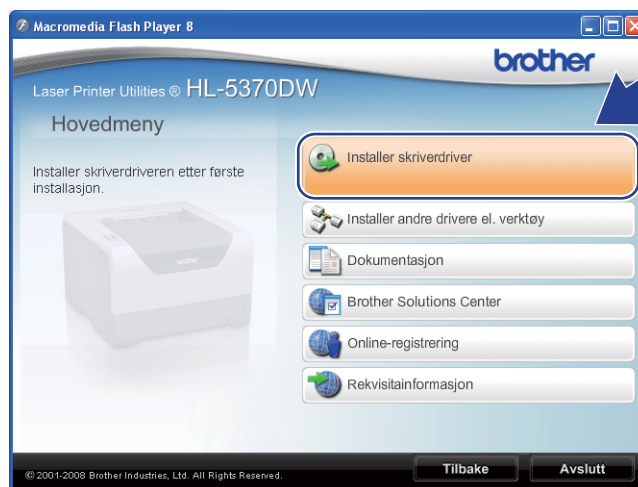 Macromedia Flash Player 8
brother
Laser Printer Utilities ® HL-5370DW
Hovedmeny
Installer skriverdriveren etter første
installasjon.
Installer skriverdriver
Installer andre drivere el. verktøy
Dokumentasjon
Brother Solutions Center
Online-registrering
Rekvisitainformasjon
© 2001-2008 Brother Industries, Ltd. All Rights Reserved.
Tilbake
Avslutt